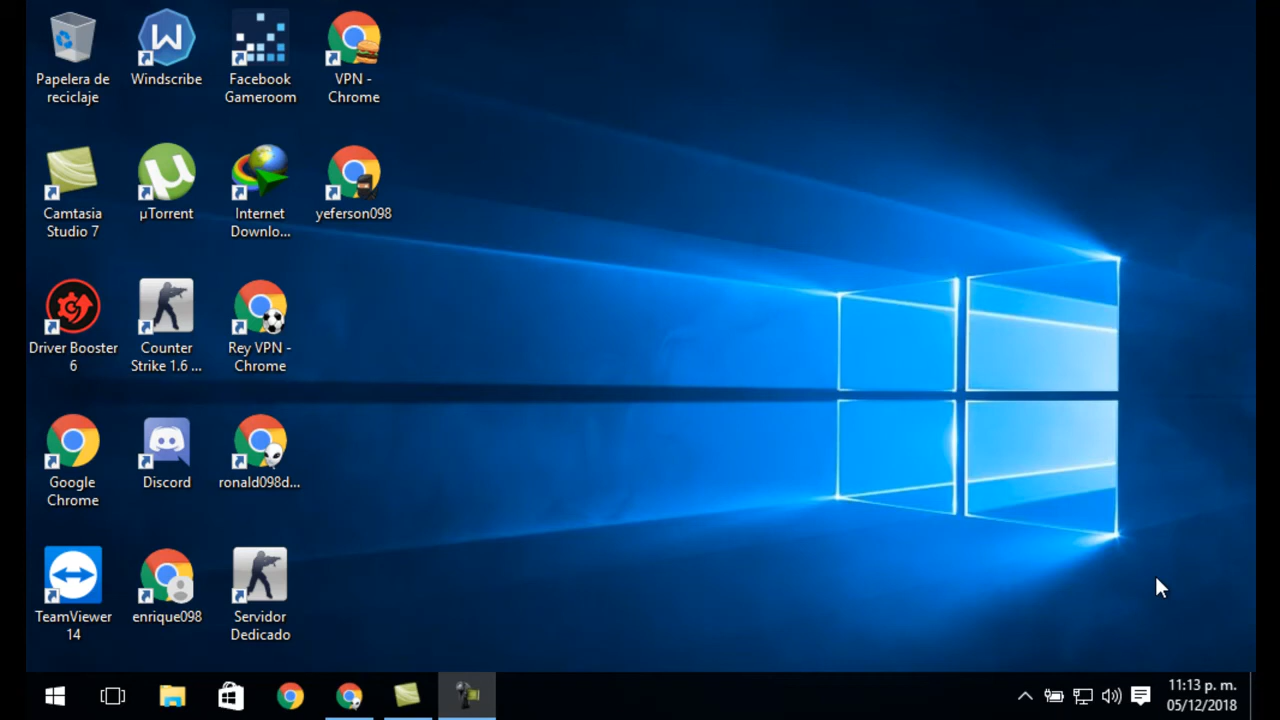 Papelera de
reciclaje
Windscribe
Facebook
Gameroom
VPN -
Chrome
Camtasia
Studio 7
µTorrent
Internet
Downlo...
yeferson098
Driver Booster
6
Counter
Strike 1.6 ...
Rey VPN -
Chrome
Google
Chrome
Discord
ronald098d...
TeamViewer
14
enrique098
Servidor
Dedicado
11:13 p. m.
05/12/2018